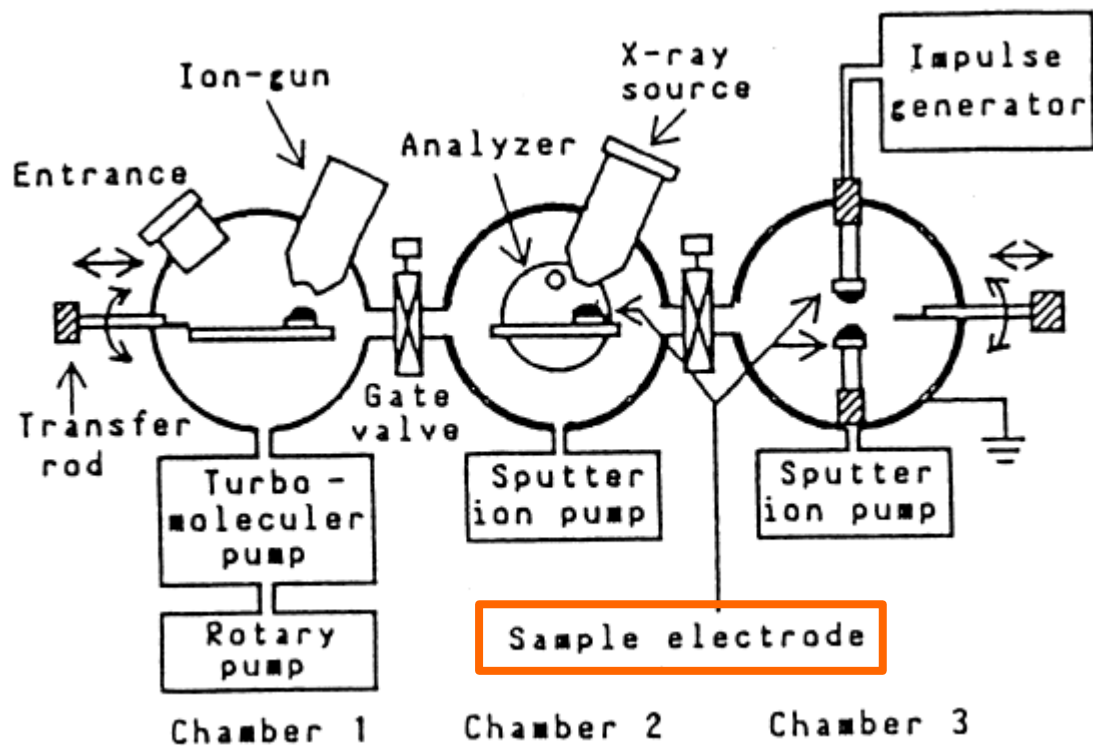 Ion-gun
X-ray
source
Impulse
generator
Analyzer
Entrance
Gate
valve
Transfer
rod
Turbo-
moleculer
pump
Sputter
ion pump
Sputter
ion pump
Rotary
pump
Sample electrode
Chamber 1
Chamber 2
Chamber 3